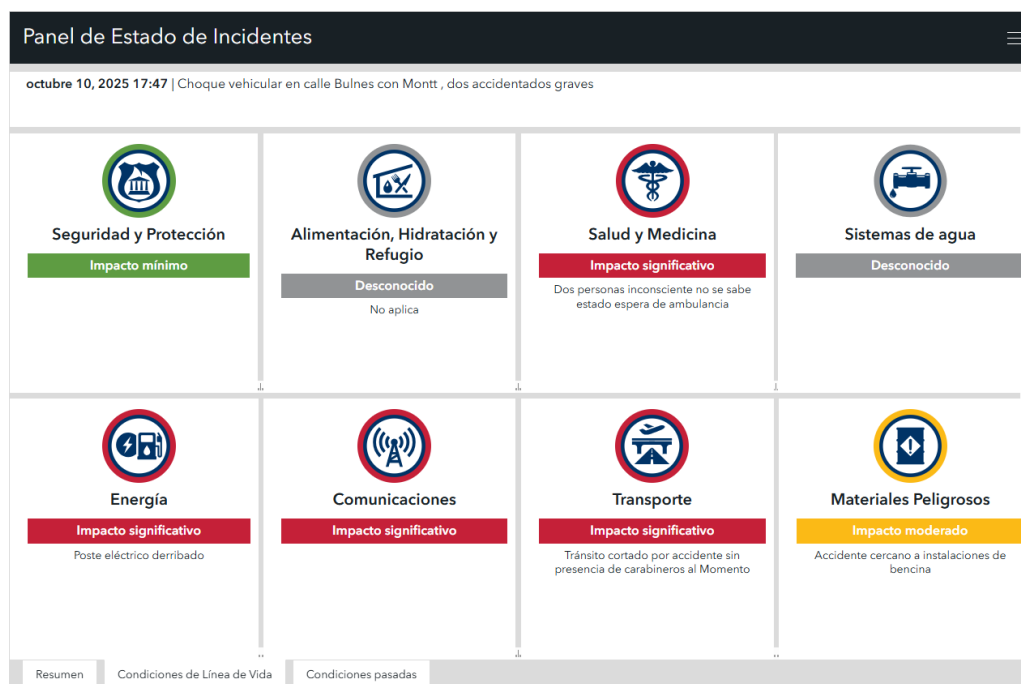 Panel de Estado de Incidentes
octubre 10, 2025 17:47 | Choque vehicular en calle Bulnes con Montt , dos accidentados graves
Seguridad y Protección
Impacto mínimo
Alimentación, Hidratación y
Refugio
Desconocido
No aplica
Salud y Medicina
Impacto significativo
Dos personas inconsciente no se sabe
estado espera de ambulancia
Sistemas de agua
Desconocido
Energía
Impacto significativo
Poste eléctrico derribado
Comunicaciones
Impacto significativo
Transporte
Impacto significativo
Tránsito cortado por accidente sin
presencia de carabineros al Momento
Materiales Peligrosos
Impacto moderado
Accidente cercano a instalaciones de
bencina
Resumen
Condiciones de Línea de Vida
Condiciones pasadas